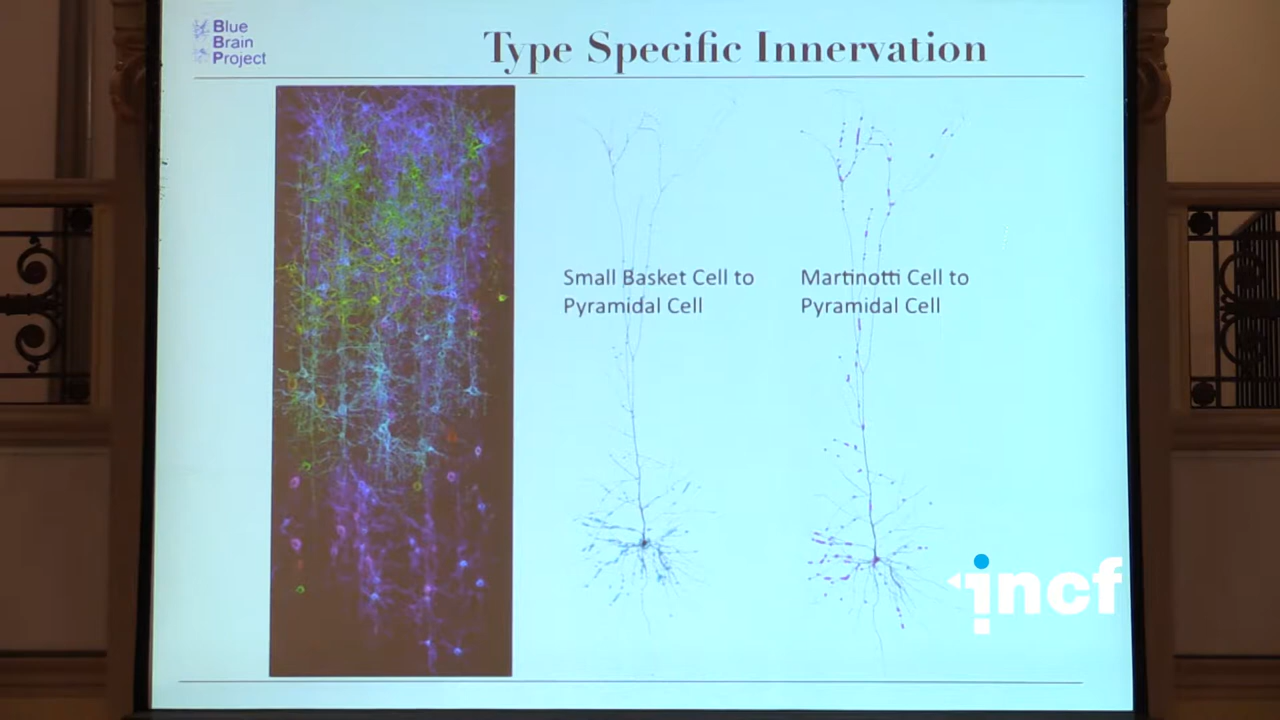 Blue
Brain
Project
Type Specific Innervation
Small Basket Cell to
Pyramidal Cell
Martinotti Cell to
Pyramidal Cell
incf